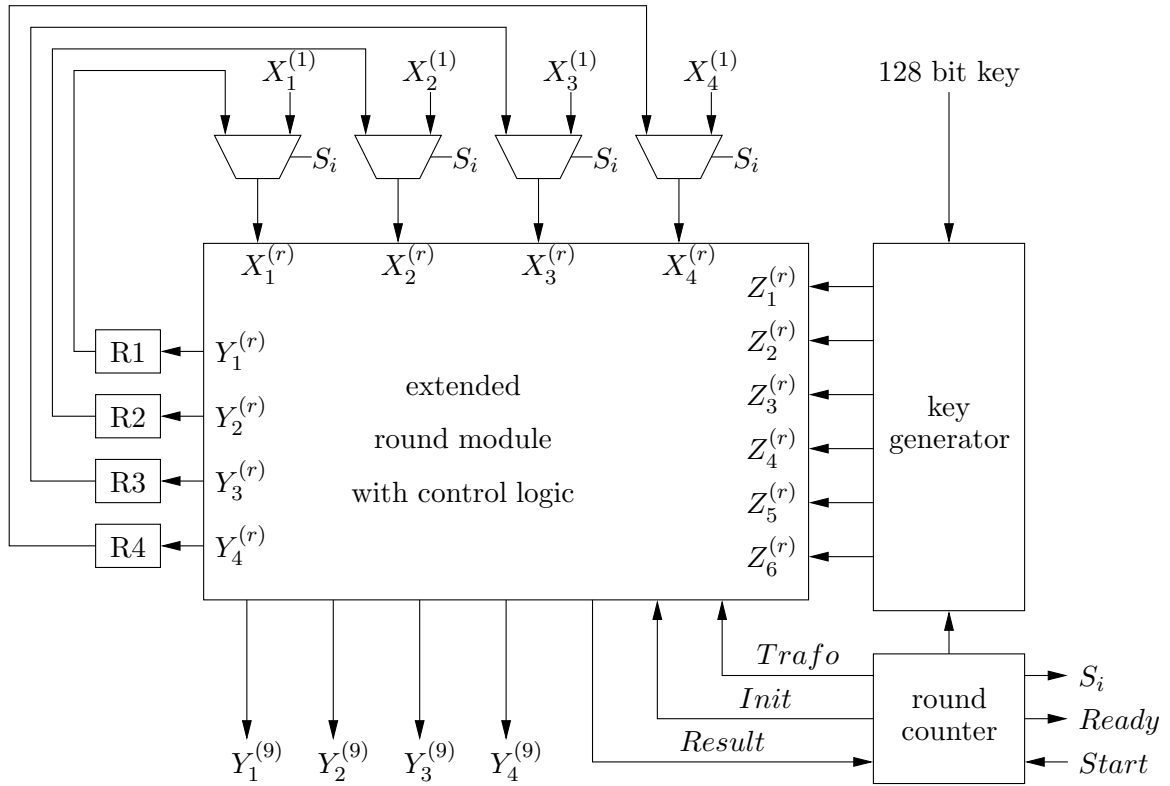 X_1^{(1)} X_2^{(1)} X_3^{(1)} X_4^{(1)} 128 bit key
S_i S_i S_i S_i
X_1^{(r)} X_2^{(r)} X_3^{(r)} X_4^{(r)}
Z_1^{(r)}
Z_2^{(r)}
Z_3^{(r)}
Z_4^{(r)}
Z_5^{(r)}
Z_6^{(r)}
R1 Y_1^{(r)}
R2 Y_2^{(r)}
R3 Y_3^{(r)}
R4 Y_4^{(r)}
extended
round module
with control logic
key
generator
Trafo
Init
Result
round
counter
S_i
Ready
Start
Y_1^{(9)} Y_2^{(9)} Y_3^{(9)} Y_4^{(9)}